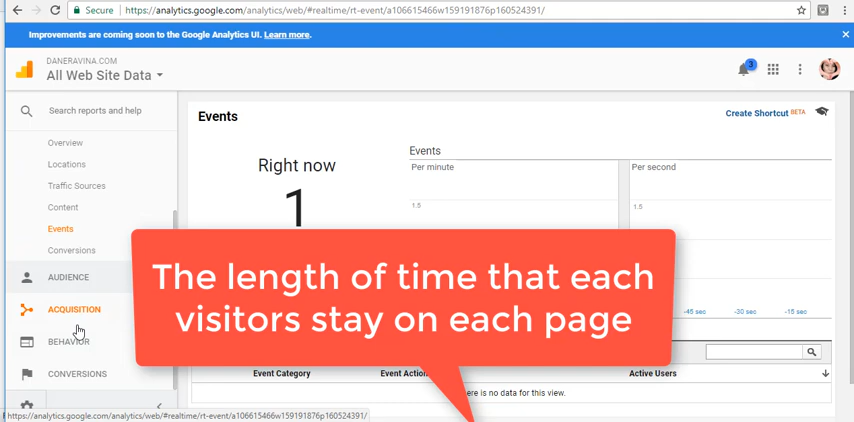 Secure https://analytics.google.com/analytics/web/#realtime/rt-event/a106615466w159191876p160524391/
Improvements are coming soon to the Google Analytics UI. Learn more.
DANERAVINA.COM
All Web Site Data
3
Search reports and help
Overview
Locations
Traffic Sources
Content
Events
Conversions
AUDIENCE
ACQUISITION
BEHAVIOR
CONVERSIONS
Events
Create Shortcut BETA
Right now
1
Events
Per minute
Per second
1.5
1.5
The length of time that each
visitors stay on each page
-45 sec
-30 sec
-15 sec
Event Category
Event Action
Active Users
ere is no data for this view.
https://analytics.google.com/analytics/web/#realtime/rt-event/a106615466w159191876p160524391/